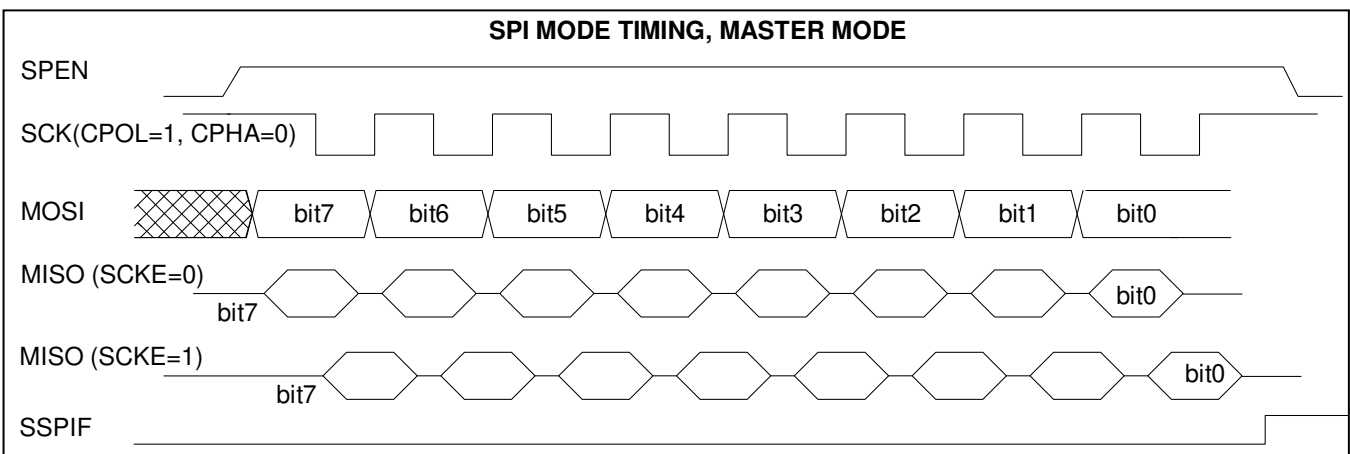 SPI MODE TIMING, MASTER MODE
SPEN
SCK(CPOL=1, CPHA=0)
MOSI bit7 bit6 bit5 bit4 bit3 bit2 bit1 bit0
MISO (SCKE=0)
bit7 bit0
MISO (SCKE=1)
bit7 bit0
SSPIF